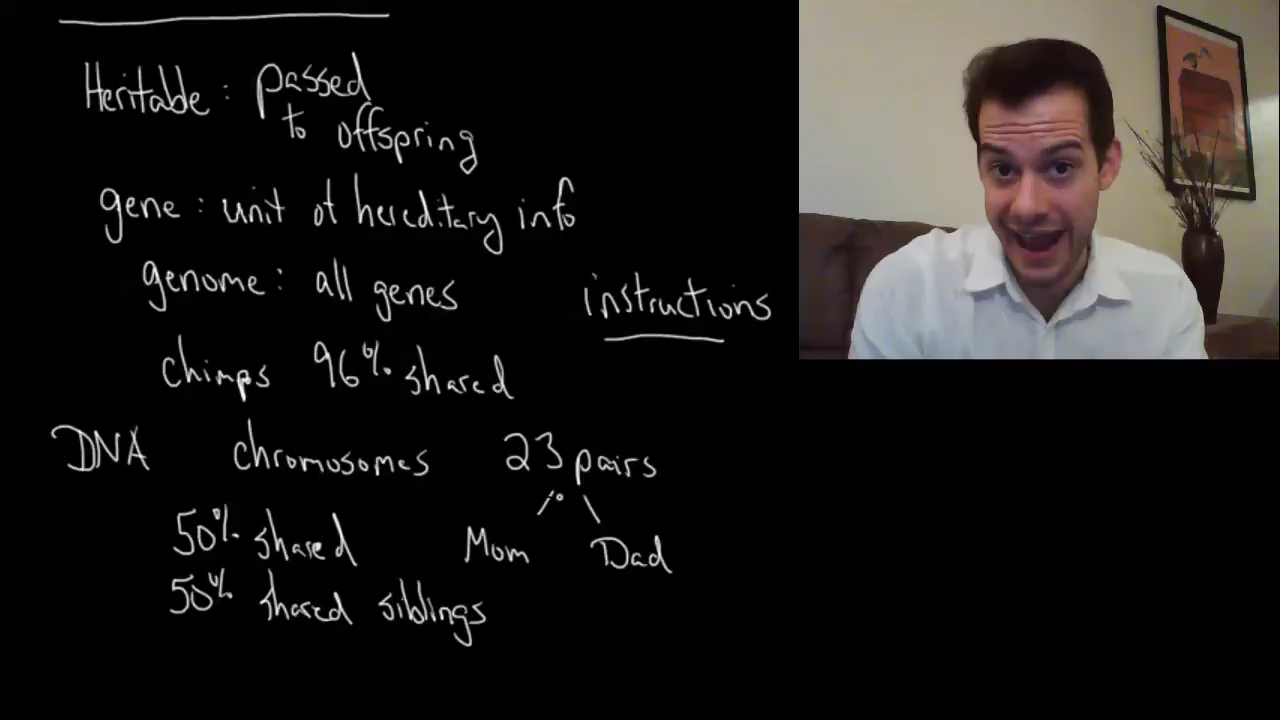 Heritable: passed
to offspring
gene: unit of hereditary info
genome: all genes
instructions
chimps 96% shared
DNA chromosomes 23 pairs
50% shared Mom Dad
50% shared siblings